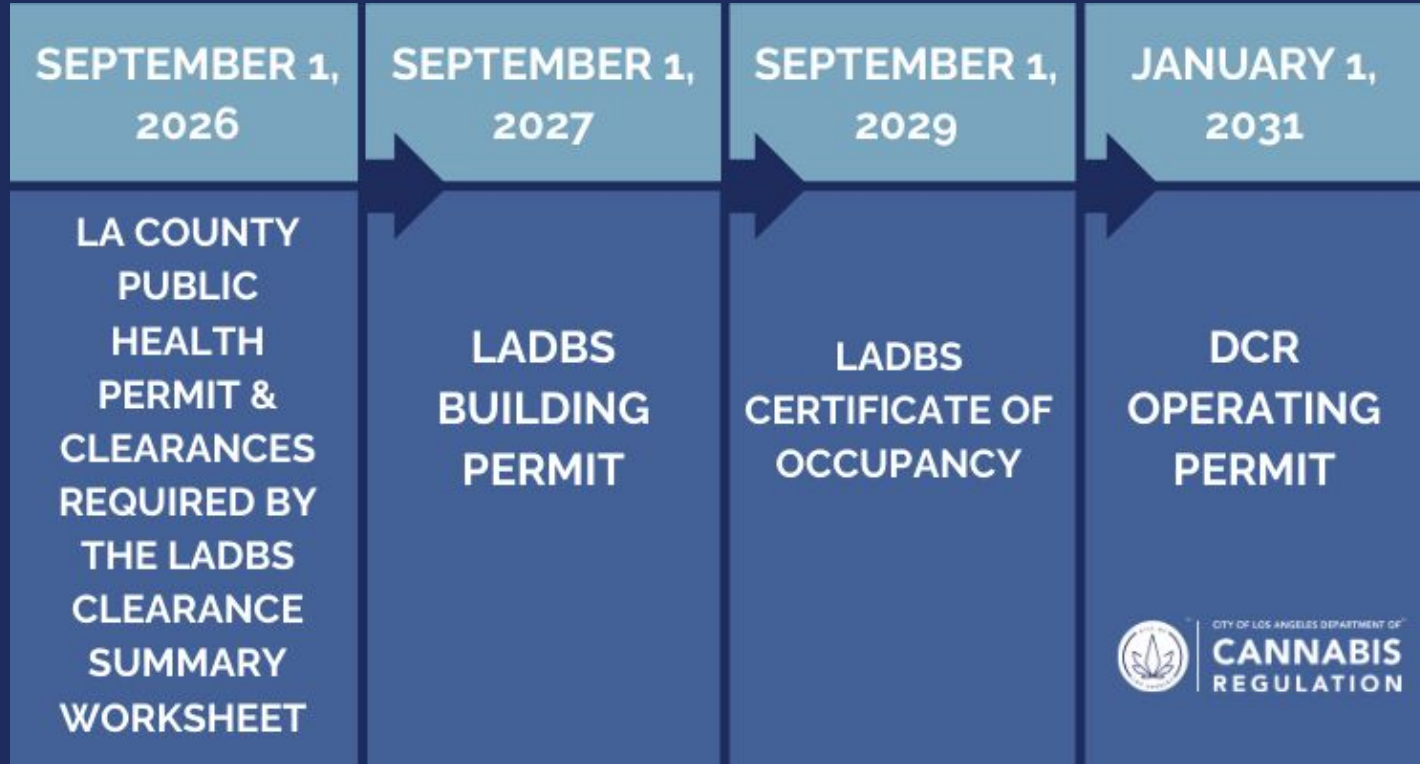 SEPTEMBER 1,
2026
LA COUNTY
PUBLIC
HEALTH
PERMIT &
CLEARANCES
REQUIRED BY
THE LADBS
CLEARANCE
SUMMARY
WORKSHEET
SEPTEMBER 1,
2027
LADBS
BUILDING
PERMIT
SEPTEMBER 1,
2029
LADBS
CERTIFICATE OF
OCCUPANCY
JANUARY 1,
2031
DCR
OPERATING
PERMIT
CITY OF LOS ANGELES DEPARTMENT OF
CANNABIS
REGULATION